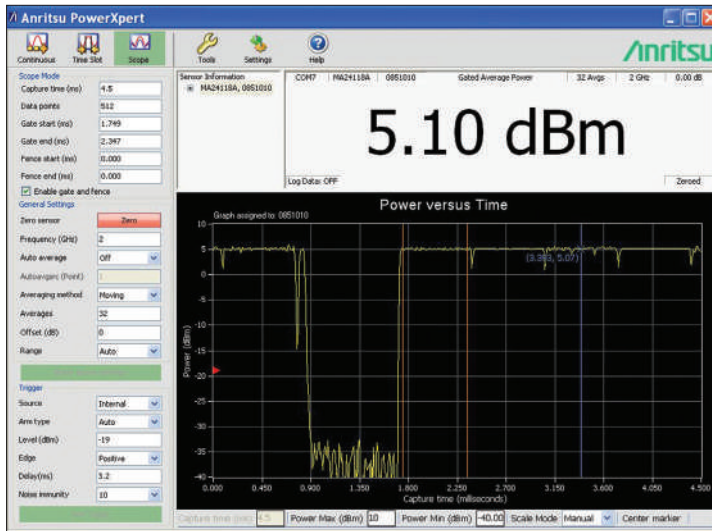 Anritsu PowerXpert
Continuous
Time Slot
Scope
Tools
Settings
Help
Anritsu
Scope Mode
Capture time (ms) 4.5
Data points 512
Gate start (ms) 1.749
Gate end (ms) 2.347
Fence start (ms) 0.000
Fence end (ms) 0.000
Enable gate and fence
General Settings
Zero sensor Zero
Frequency (GHz) 2
Auto average Off
Averaging method Moving
Averages 32
Offset (dB) 0
Range Auto
Trigger
Source Internal
Arm type Auto
Level (dBm) -19
Edge Positive
Delay(ms) 3.2
Noise immunity 10
Sensor Information
MA24118A, 0851010
COM7 MA24118A 0851010 Gated Average Power 32 Avgs 2 GHz 0.00 dB
5.10 dBm
Log Data: OFF
Zeroed
Power versus Time
Graph assigned to: 0851010
Power (dBm)
10
5
0
-5
-10
-15
-20
-25
-30
-35
-40
(3.393, 5.07)
0.000 0.450 0.900 1.350 1.800 2.250 2.700 3.150 3.600 4.050 4.500
Capture time (milliseconds)
Capture time (ms) 4.5 Power Max (dBm) 10 Power Min (dBm) -40.00 Scale Mode Manual Center marker